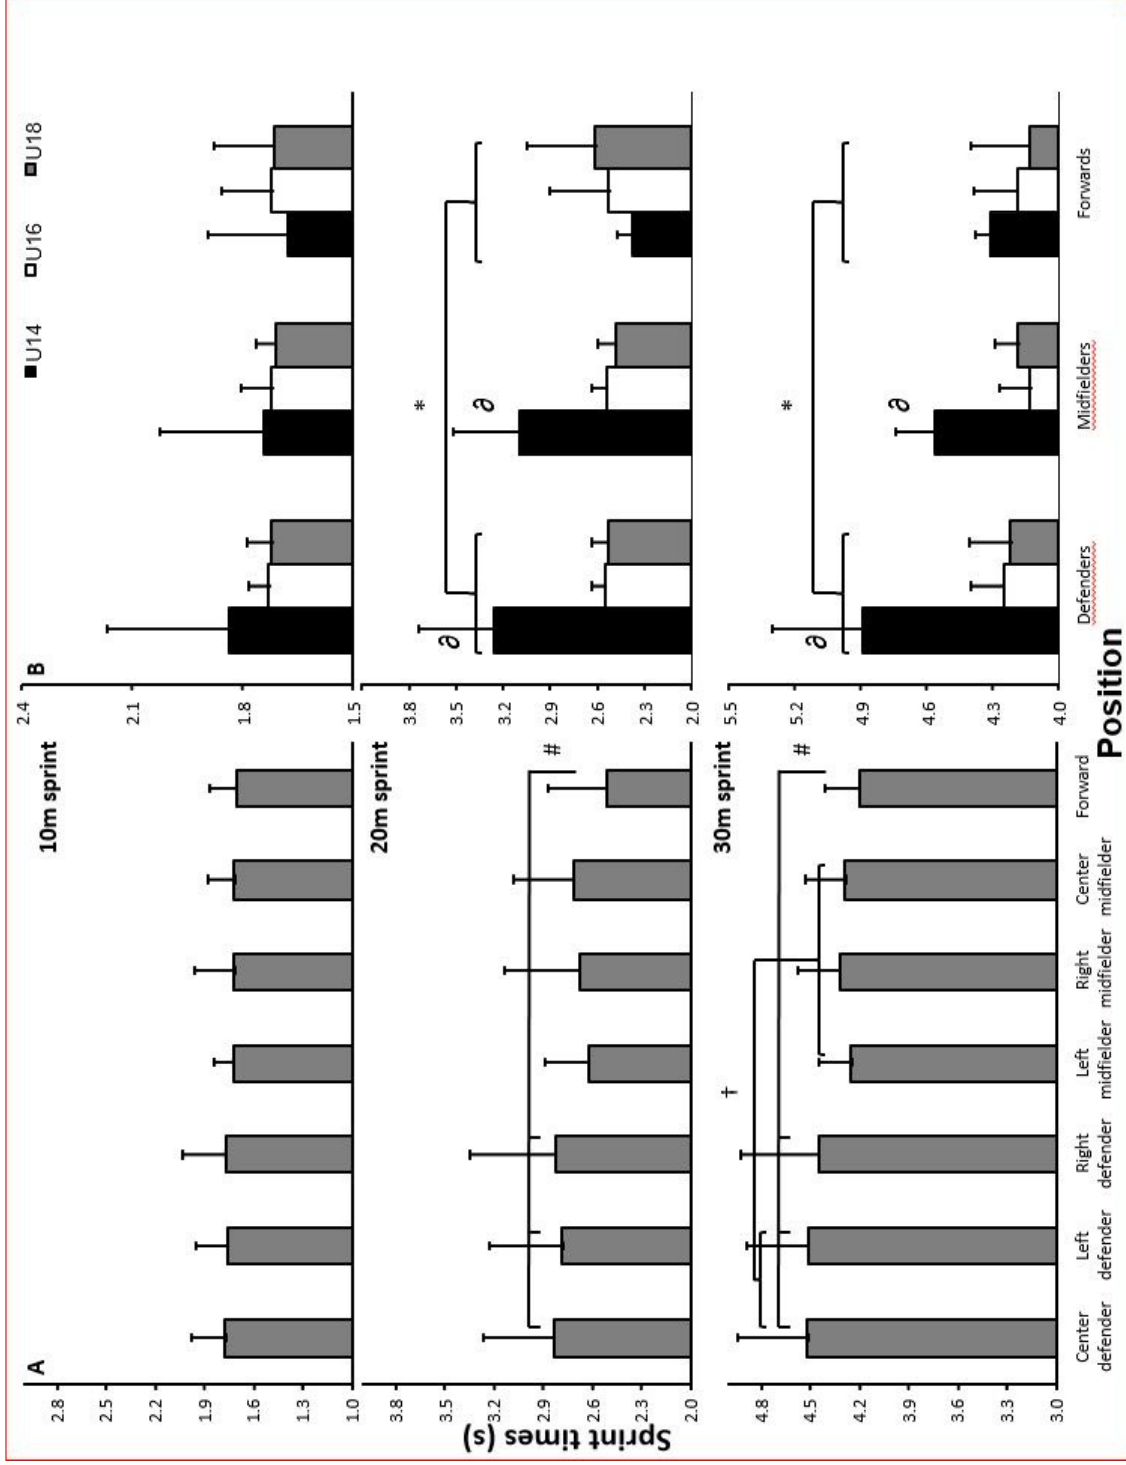 A
10m sprint
2.8
2.5
2.2
1.9
1.6
1.3
1.0
B
■U14 □U16 ■U18
2.4
2.1
1.8
1.5
20m sprint
3.8
3.5
3.2
2.9
2.6
2.3
2.0
#
3.8
3.5
3.2
2.9
2.6
2.3
2.0
*
∂
∂
30m sprint
4.8
4.5
4.2
3.9
3.6
3.3
3.0
†
#
5.5
5.2
4.9
4.6
4.3
4.0
*
∂
∂
Sprint times (s)
Center defender
Left defender
Right defender
Left midfielder
Right midfielder
Center midfielder
Forward
Defenders
Midfielders
Forwards
Position